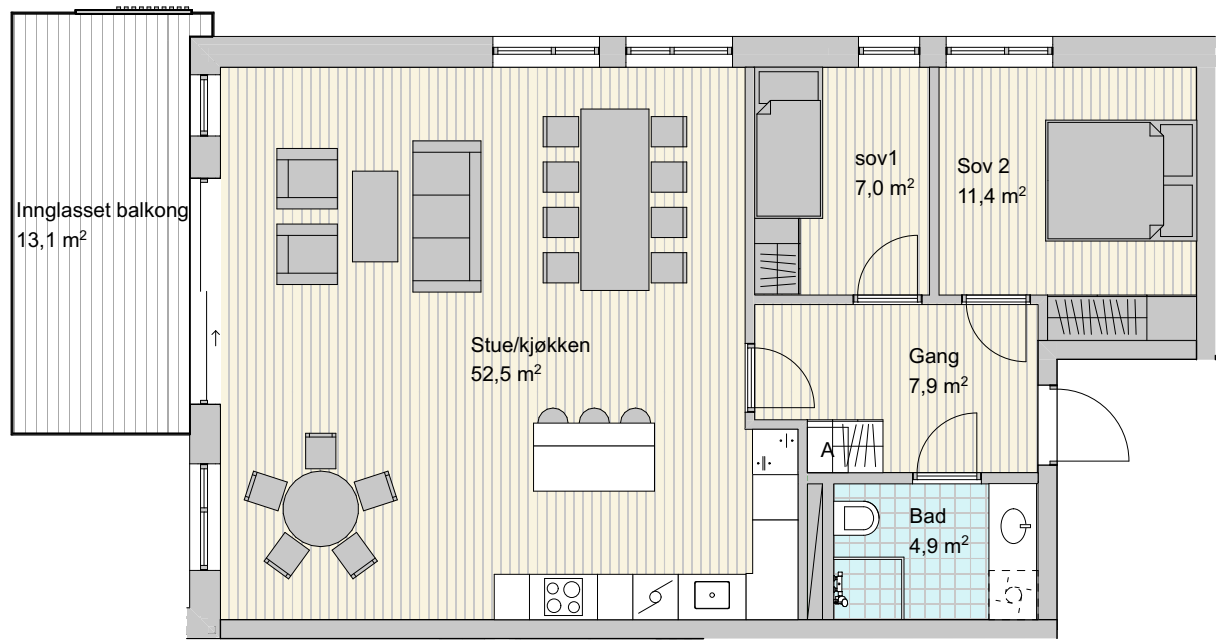 Innglasset balkong
13,1 m²
sov1
7,0 m²
Sov 2
11,4 m²
Stue/kjøkken
52,5 m²
Gang
7,9 m²
A
Bad
4,9 m²